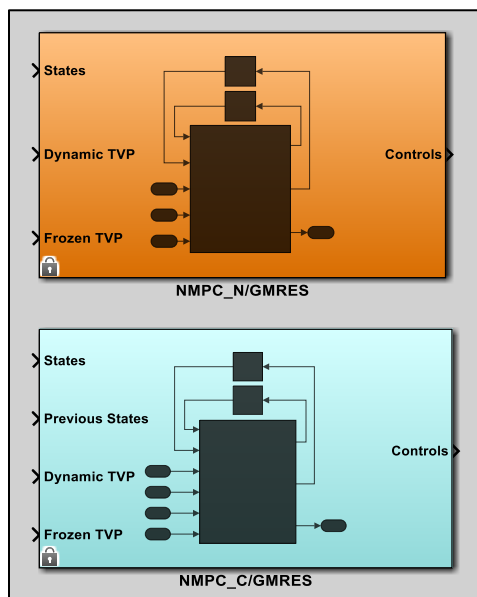 States
Dynamic TVP
Controls
Frozen TVP
NMPC_N/GMRES
States
Previous States
Controls
Dynamic TVP
Frozen TVP
NMPC_C/GMRES